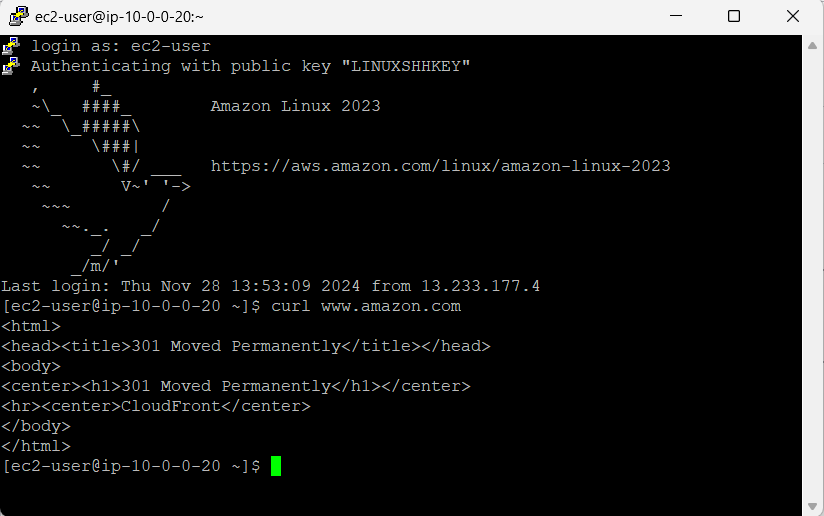 ec2-user@ip-10-0-0-20:~
login as: ec2-user
Authenticating with public key "LINUXSHHKEY"
   ,     #_
   ~\_  ####_        Amazon Linux 2023
  ~~  \_#####\
  ~~     \###|
  ~~       \#/ ___   https://aws.amazon.com/linux/amazon-linux-2023
   ~~       V~' '->
    ~~~         /
      ~~._.   _/
         _/ _/
       _/m/'
Last login: Thu Nov 28 13:53:09 2024 from 13.233.177.4
[ec2-user@ip-10-0-0-20 ~]$ curl www.amazon.com
<html>
<head><title>301 Moved Permanently</title></head>
<body>
<center><h1>301 Moved Permanently</h1></center>
<hr><center>CloudFront</center>
</body>
</html>
[ec2-user@ip-10-0-0-20 ~]$